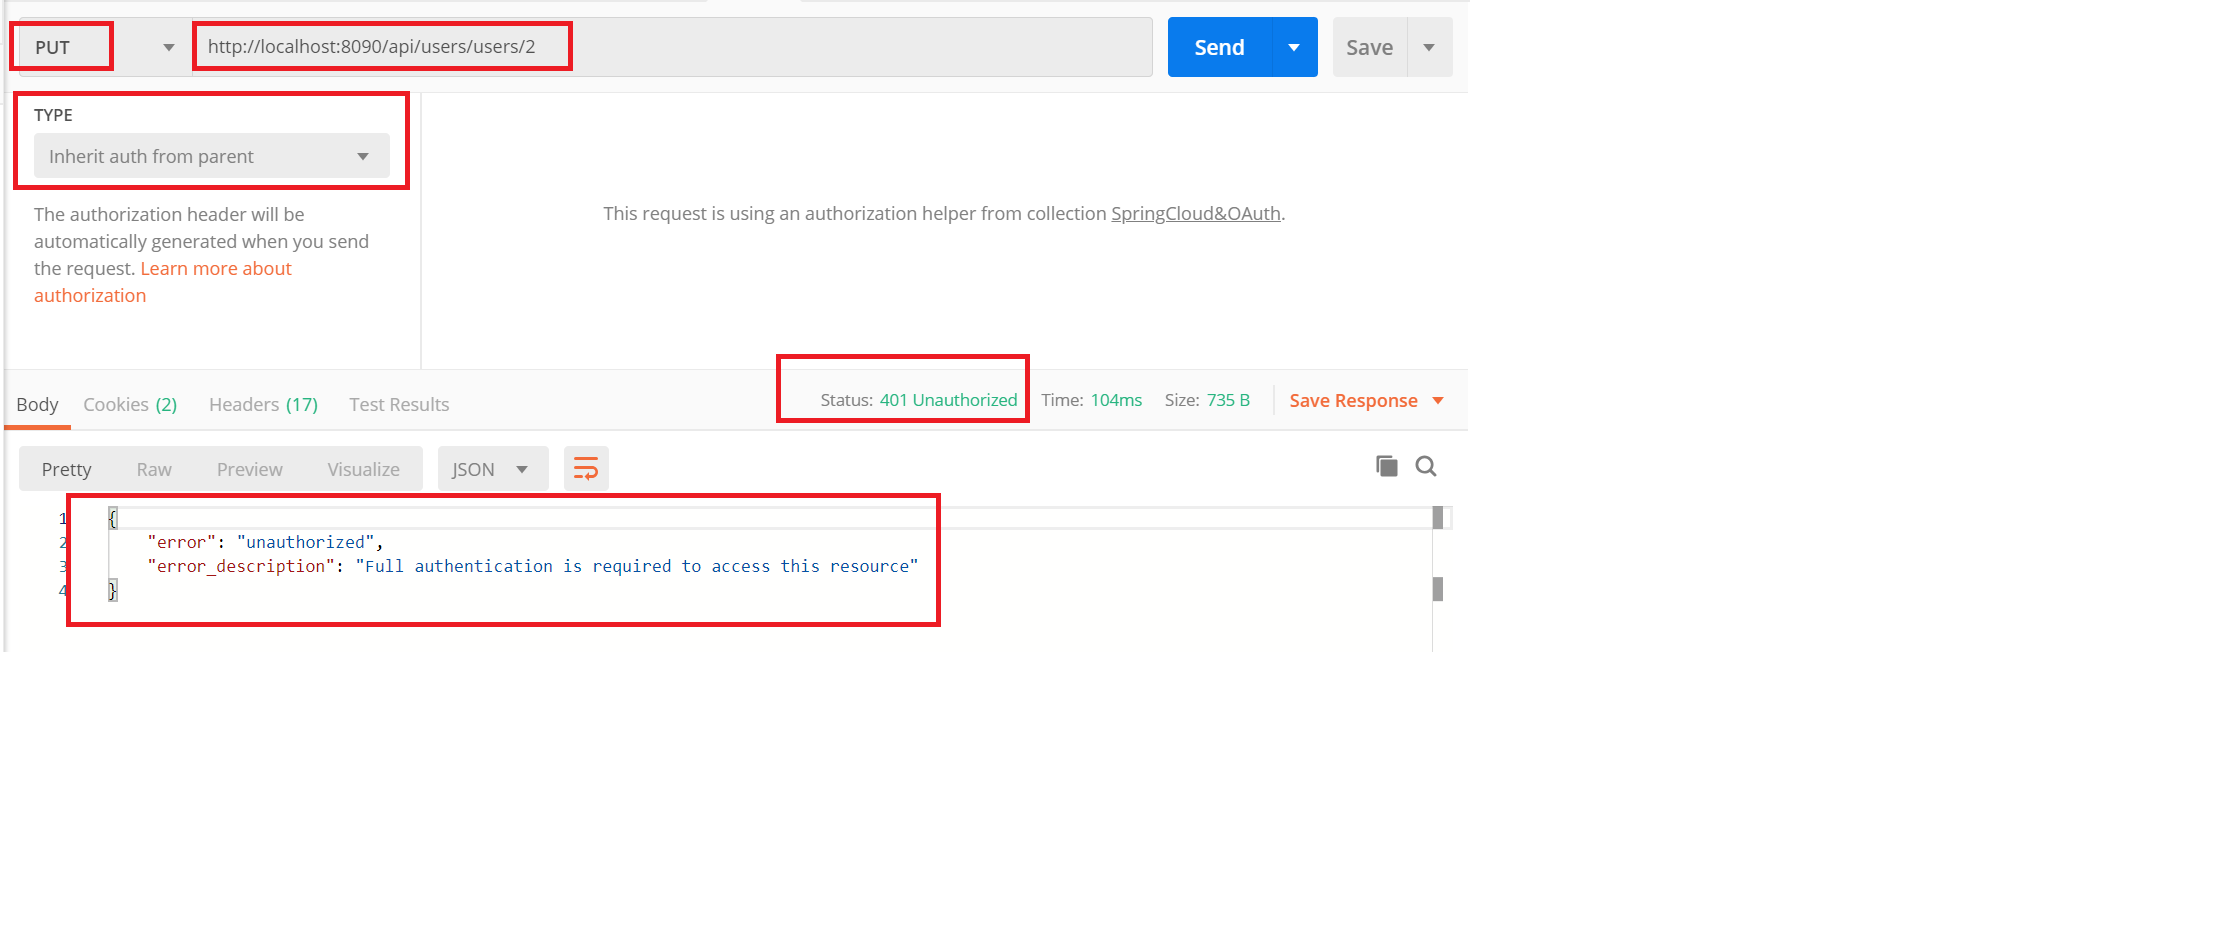 PUT
http://localhost:8090/api/users/users/2
Send
Save
TYPE
Inherit auth from parent
The authorization header will be
automatically generated when you send
the request. Learn more about
authorization
This request is using an authorization helper from collection SpringCloud&OAuth.
Body Cookies (2) Headers (17) Test Results Status: 401 Unauthorized Time: 104ms Size: 735 B Save Response
Pretty Raw Preview Visualize JSON
1 {
2 "error": "unauthorized",
3 "error_description": "Full authentication is required to access this resource"
4 }